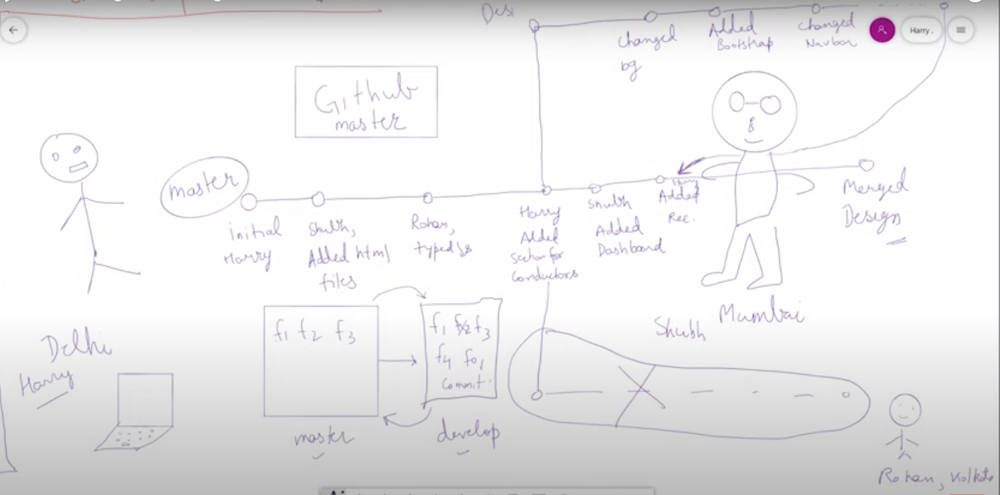 Desi
Changed
bg
Added
Bootstrap
Changed
Navbar
Harry .
Github
master
master
initial
Harry
Shubh,
Added html
files
Rohan,
typed js
Harry
Added
Section for
Conductors
Shubh
Added
Dashboard
Harry
Added
Rec.
Merged
Design
Delhi
Harry
f1 f2 f3
master
f1 f2 f3
f4 f01
Commit
develop
Shubh
Mumbai
Rohan, Kolkata